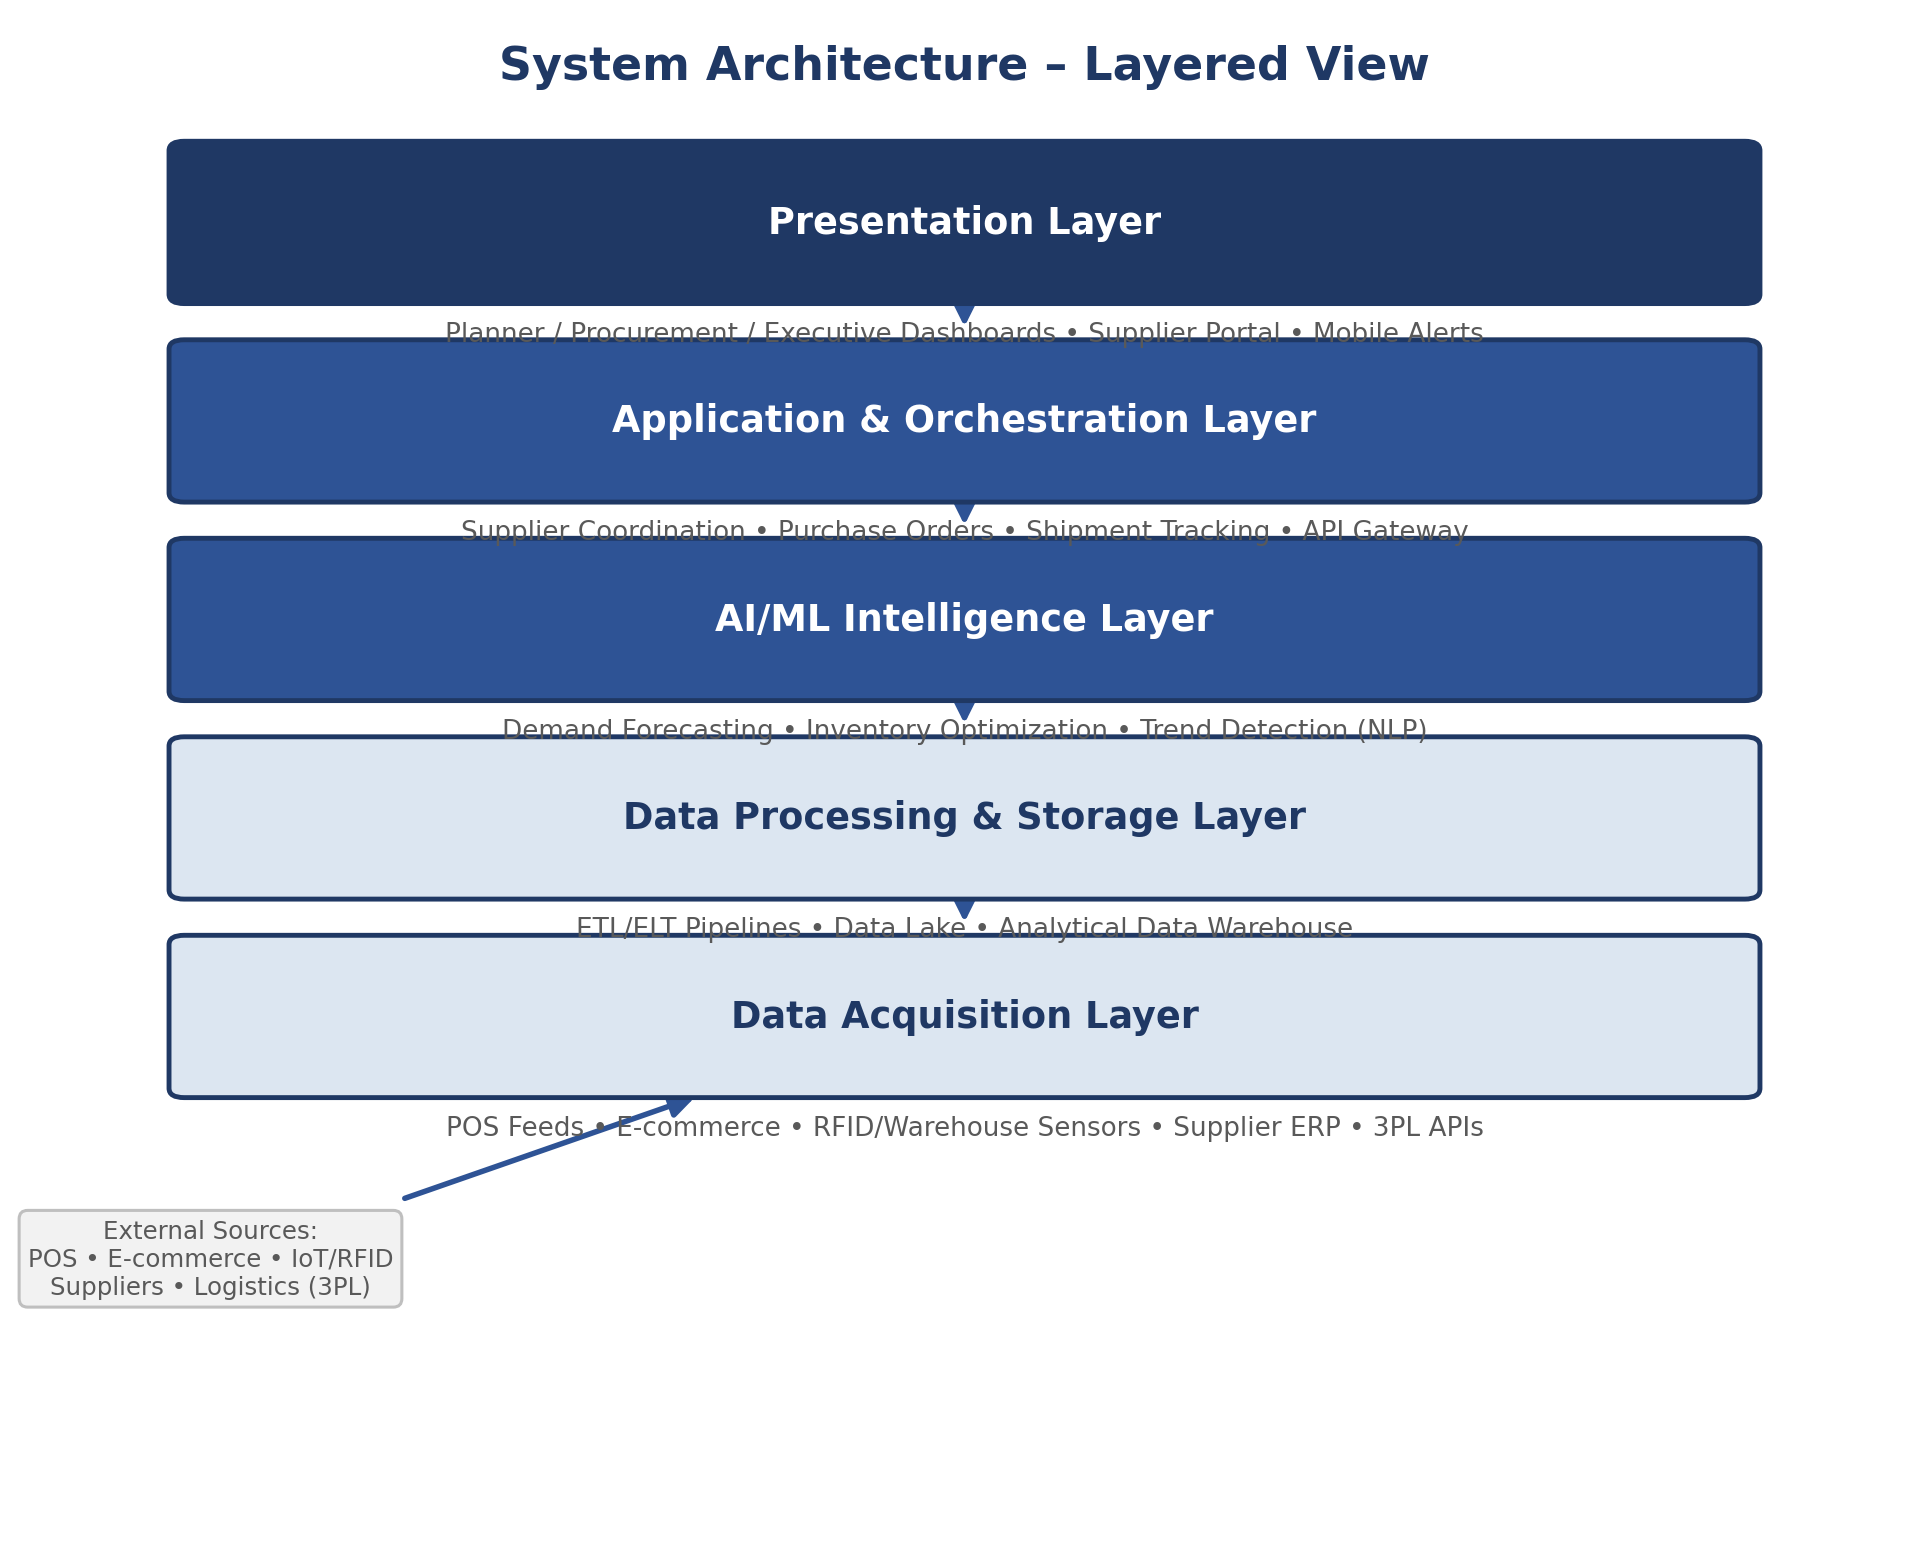 System Architecture – Layered View
Presentation Layer
Planner / Procurement / Executive Dashboards • Supplier Portal • Mobile Alerts
Application & Orchestration Layer
Supplier Coordination • Purchase Orders • Shipment Tracking • API Gateway
AI/ML Intelligence Layer
Demand Forecasting • Inventory Optimization • Trend Detection (NLP)
Data Processing & Storage Layer
ETL/ELT Pipelines • Data Lake • Analytical Data Warehouse
Data Acquisition Layer
POS Feeds • E-commerce • RFID/Warehouse Sensors • Supplier ERP • 3PL APIs
External Sources:
POS • E-commerce • IoT/RFID
Suppliers • Logistics (3PL)